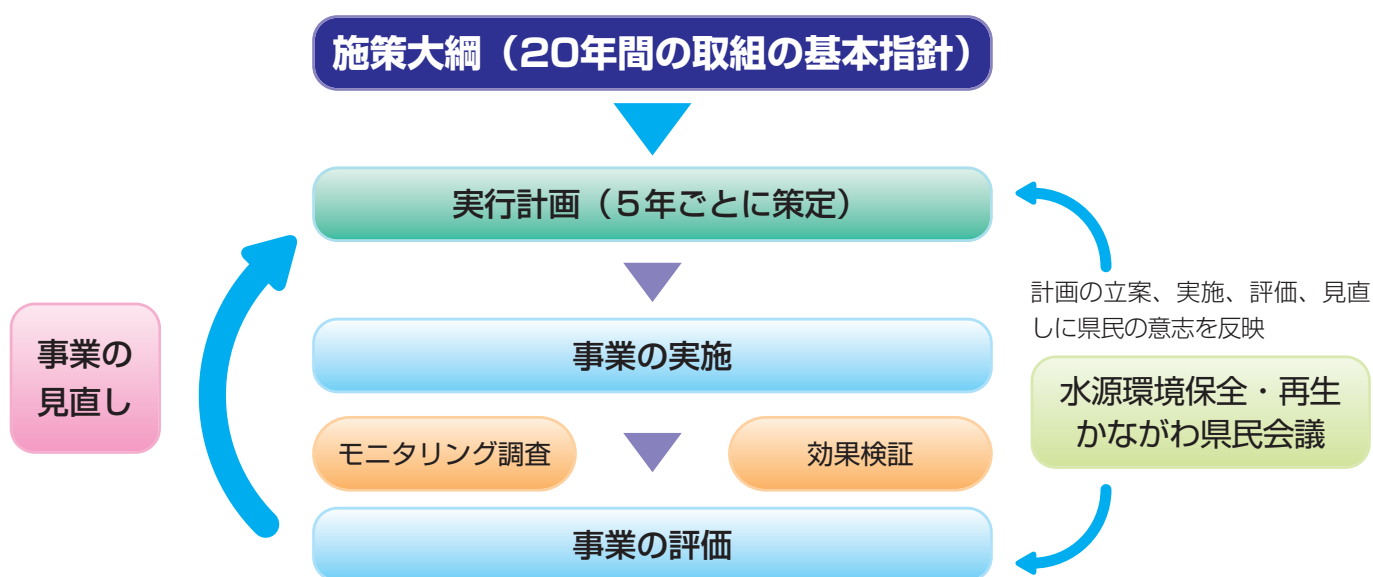 施策大綱（20年間の取組の基本指針）
実行計画（５年ごとに策定）
計画の立案、実施、評価、見直
しに県民の意志を反映
事業の
見直し
事業の実施
水源環境保全・再生
かながわ県民会議
モニタリング調査
効果検証
事業の評価